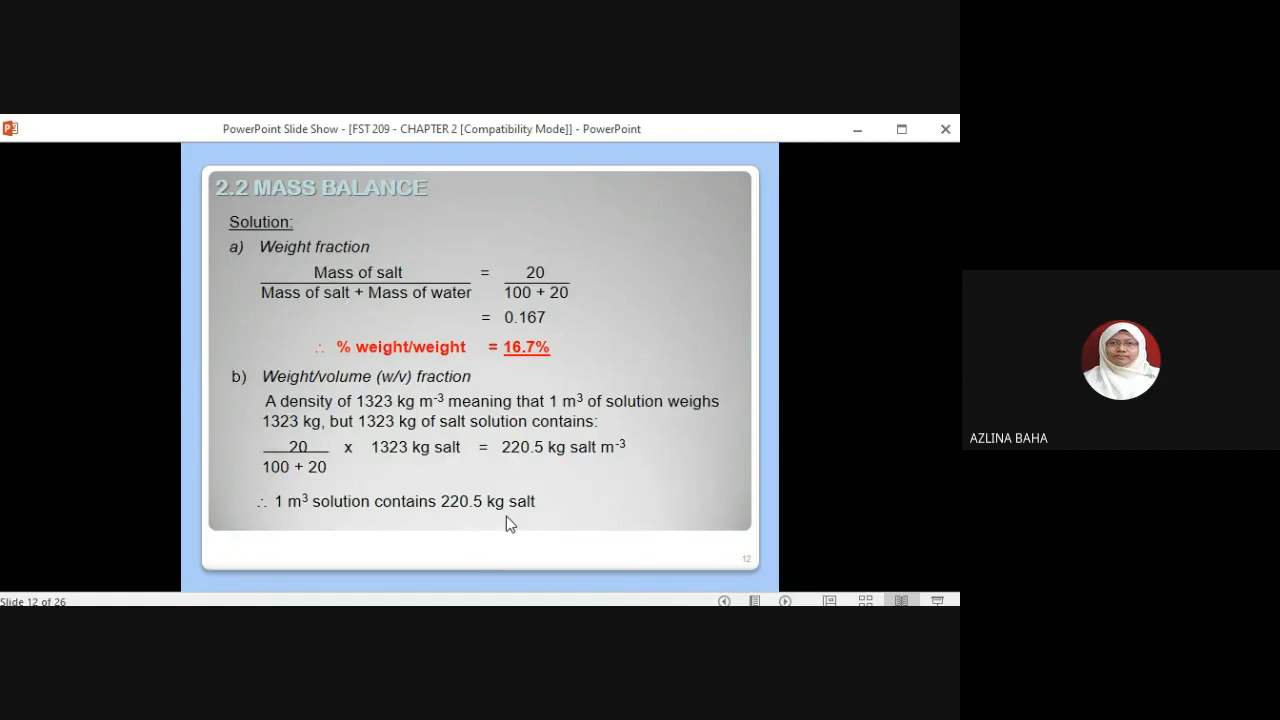 PowerPoint Slide Show - [FST 209 - CHAPTER 2 [Compatibility Mode]] - PowerPoint
2.2 MASS BALANCE
Solution:
a) Weight fraction
Mass of salt = 20
Mass of salt + Mass of water 100 + 20
= 0.167
∴ % weight/weight = 16.7%
b) Weight/volume (w/v) fraction
A density of 1323 kg m⁻³ meaning that 1 m³ of solution weighs
1323 kg, but 1323 kg of salt solution contains:
20 x 1323 kg salt = 220.5 kg salt m⁻³
100 + 20
∴ 1 m³ solution contains 220.5 kg salt
12
Slide 12 of 26
AZLINA BAHA